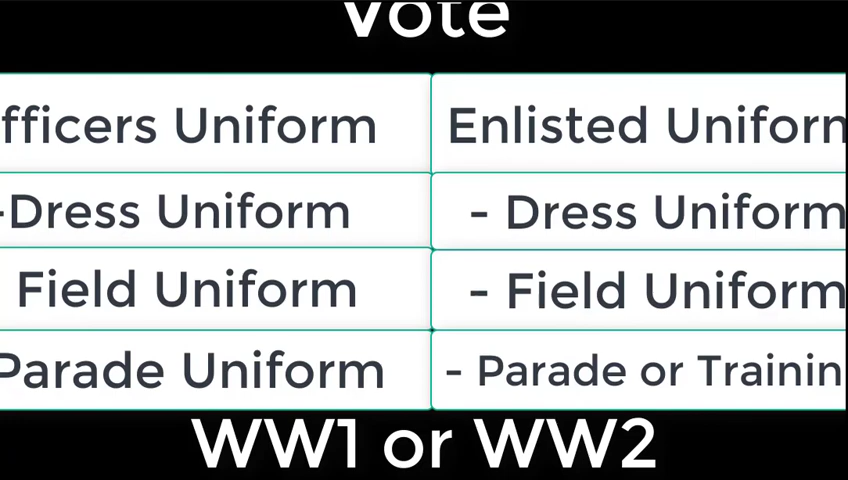 Vote
fficers Uniform
Enlisted Uniform
-Dress Uniform
- Dress Uniform
Field Uniform
- Field Uniform
Parade Uniform
- Parade or Trainin
WW1 or WW2